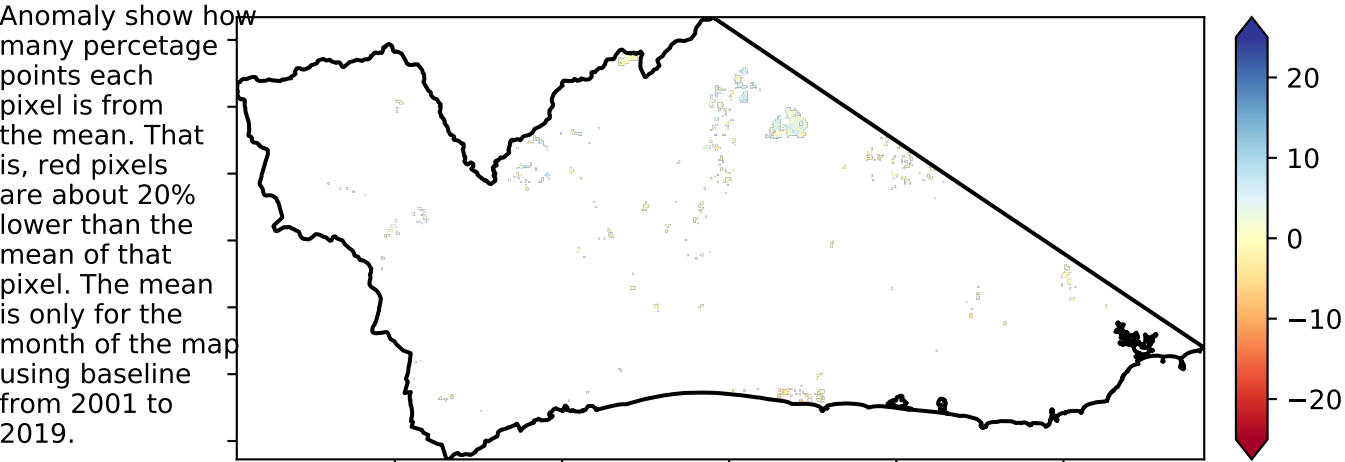 Anomaly show how
many percetage
points each
pixel is from
the mean. That
is, red pixels
are about 20%
lower than the
mean of that
pixel. The mean
is only for the
month of the map
using baseline
from 2001 to
2019.
20
10
0
−10
−20